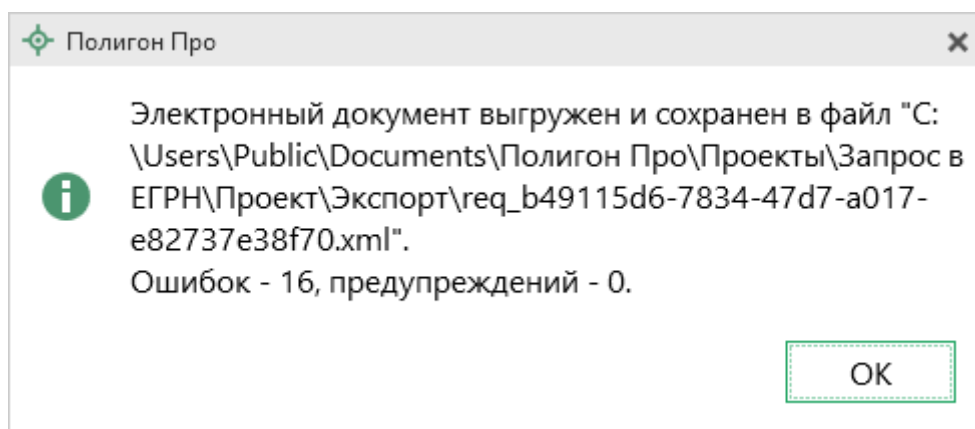 Полигон Про
Электронный документ выгружен и сохранен в файл "C:
\Users\Public\Documents\Полигон Про\Проекты\Запрос в
ЕГРН\Проект\Экспорт\req_b49115d6-7834-47d7-a017-
e82737e38f70.xml".
Ошибок - 16, предупреждений - 0.
ОК